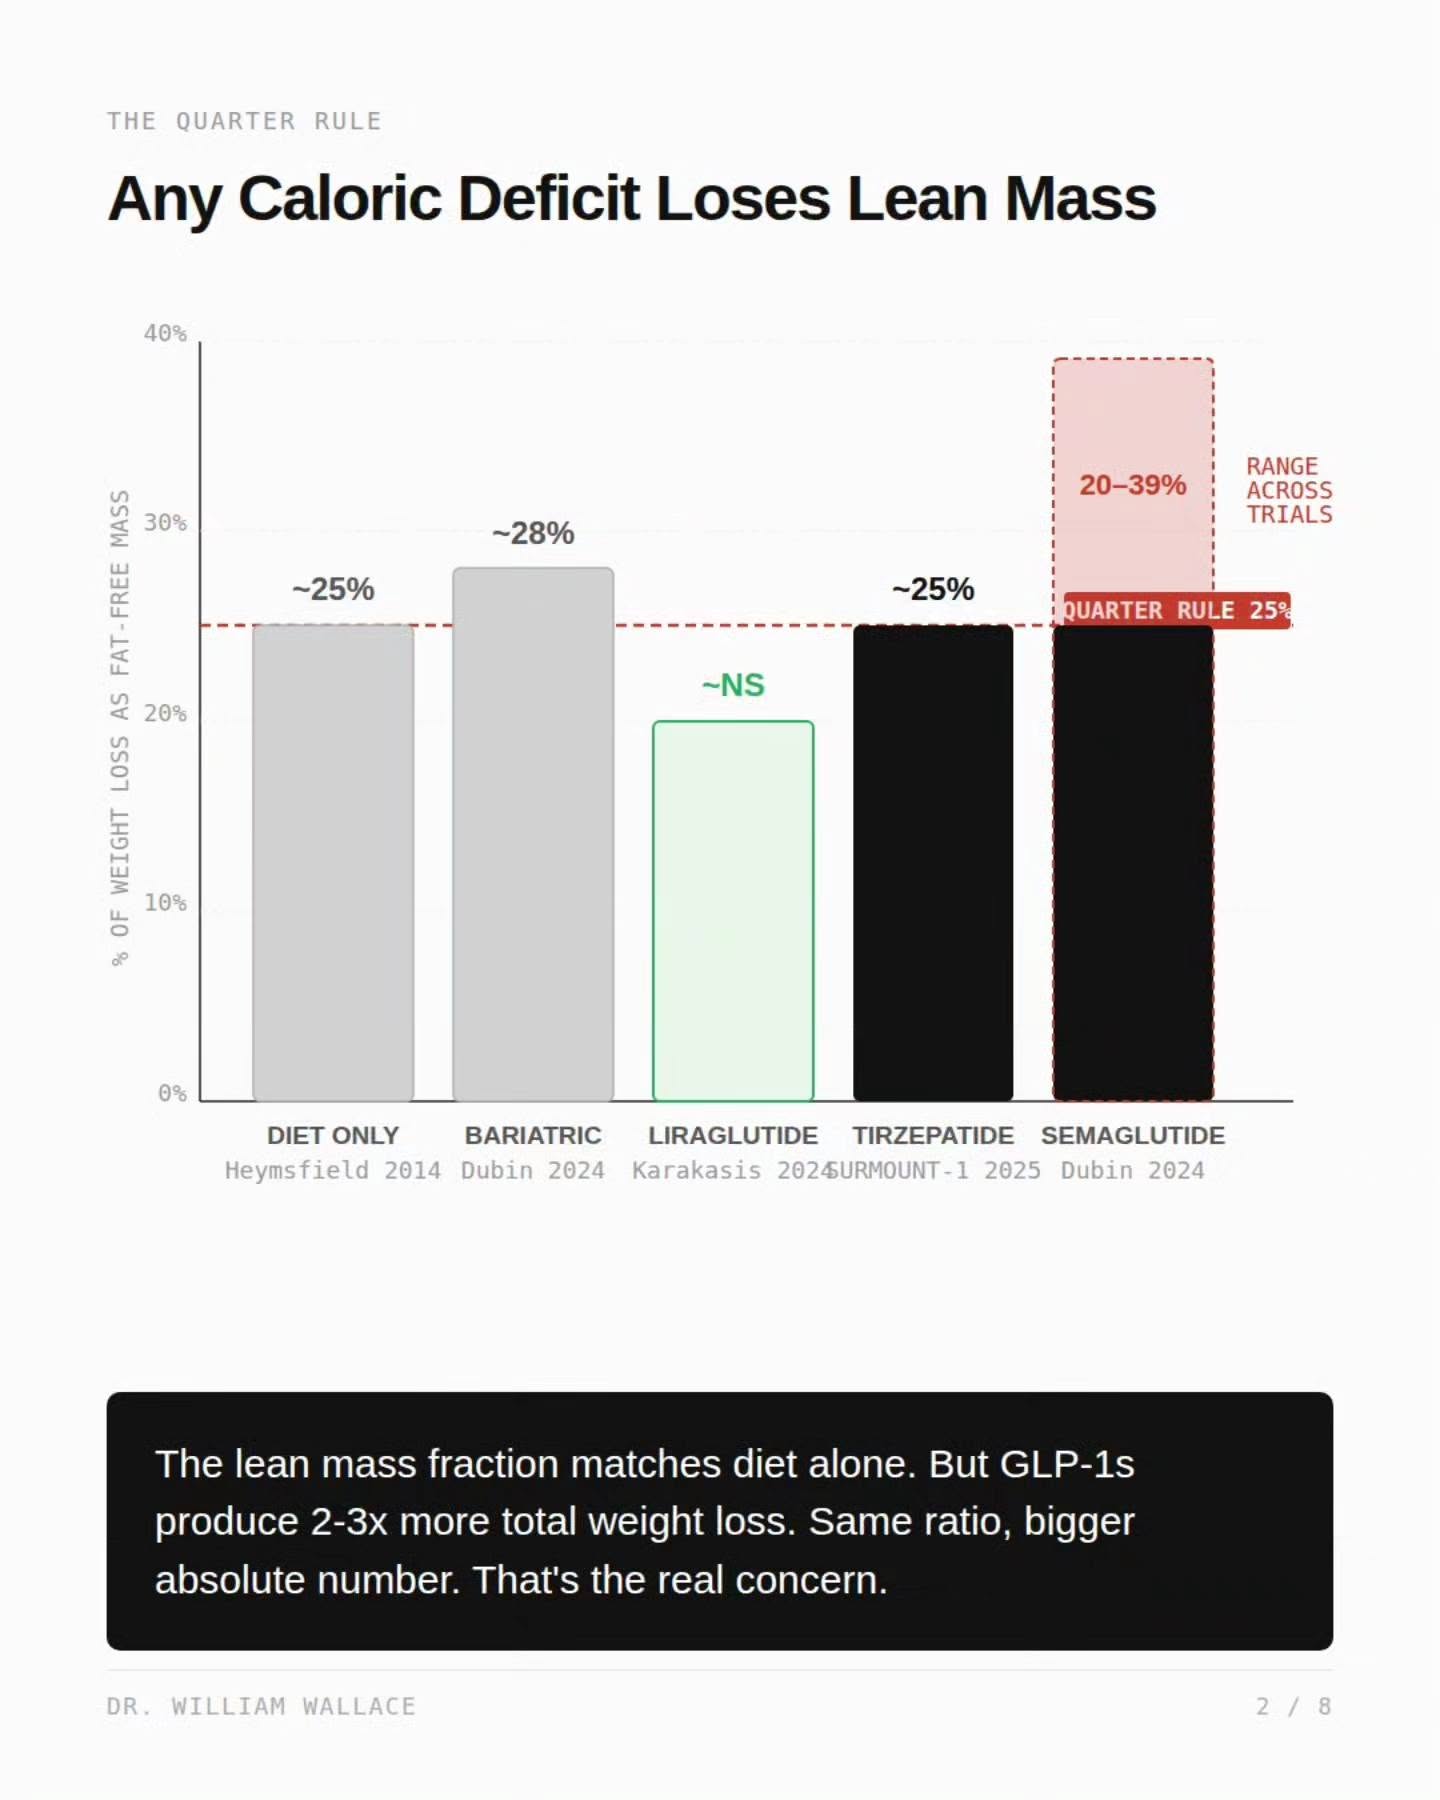 THE QUARTER RULE
Any Caloric Deficit Loses Lean Mass
% OF WEIGHT LOSS AS FAT-FREE MASS
40%
30%
20%
10%
0%
~25%
~28%
~NS
~25%
20–39%
RANGE
ACROSS
TRIALS
QUARTER RULE 25%
DIET ONLY
Heymsfield 2014
BARIATRIC
Dubin 2024
LIRAGLUTIDE
Karakasis 2024
TIRZEPATIDE
SURMOUNT-1 2025
SEMAGLUTIDE
Dubin 2024
The lean mass fraction matches diet alone. But GLP-1s
produce 2-3x more total weight loss. Same ratio, bigger
absolute number. That's the real concern.
DR. WILLIAM WALLACE
2 / 8